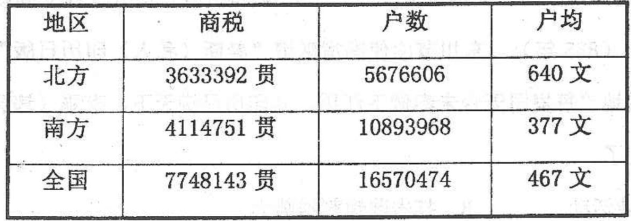 地区 商税 户数 户均
北方 3633392 贯 5676606 640 文
南方 4114751 贯 10893968 377 文
全国 7748143 贯 16570474 467 文